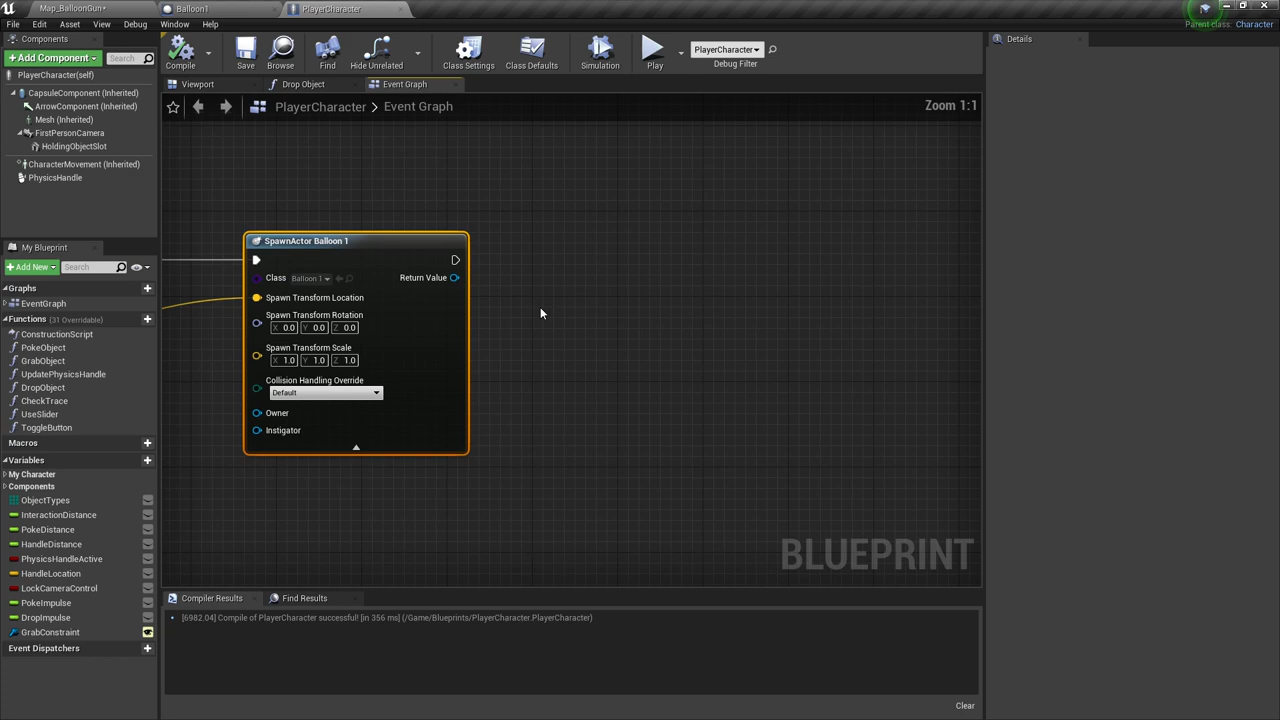 Map_BalloonGun*
Balloon1
PlayerCharacter
File Edit Asset View Debug Window Help
Parent class: Character
Components
+ Add Component
Search
PlayerCharacter(self)
CapsuleComponent (Inherited)
ArrowComponent (Inherited)
Mesh (Inherited)
FirstPersonCamera
HoldingObjectSlot
CharacterMovement (Inherited)
PhysicsHandle
Compile
Save
Browse
Find
Hide Unrelated
Class Settings
Class Defaults
Simulation
Play
PlayerCharacter
Debug Filter
Details
Viewport
Drop Object
Event Graph
PlayerCharacter > Event Graph
Zoom 1:1
SpawnActor Balloon 1
Class Balloon 1
Return Value
Spawn Transform Location
Spawn Transform Rotation
X 0.0 Y 0.0 Z 0.0
Spawn Transform Scale
X 1.0 Y 1.0 Z 1.0
Collision Handling Override
Default
Owner
Instigator
BLUEPRINT
My Blueprint
+ Add New
Search
Graphs
EventGraph
Functions (31 Overridable)
ConstructionScript
PokeObject
GrabObject
UpdatePhysicsHandle
DropObject
CheckTrace
UseSlider
ToggleButton
Macros
Variables
My Character
Components
ObjectTypes
InteractionDistance
PokeDistance
HandleDistance
PhysicsHandleActive
HandleLocation
LockCameraControl
PokeImpulse
DropImpulse
GrabConstraint
Event Dispatchers
Compiler Results
Find Results
[6982.04] Compile of PlayerCharacter successful! [in 356 ms] (/Game/Blueprints/PlayerCharacter.PlayerCharacter)
Clear